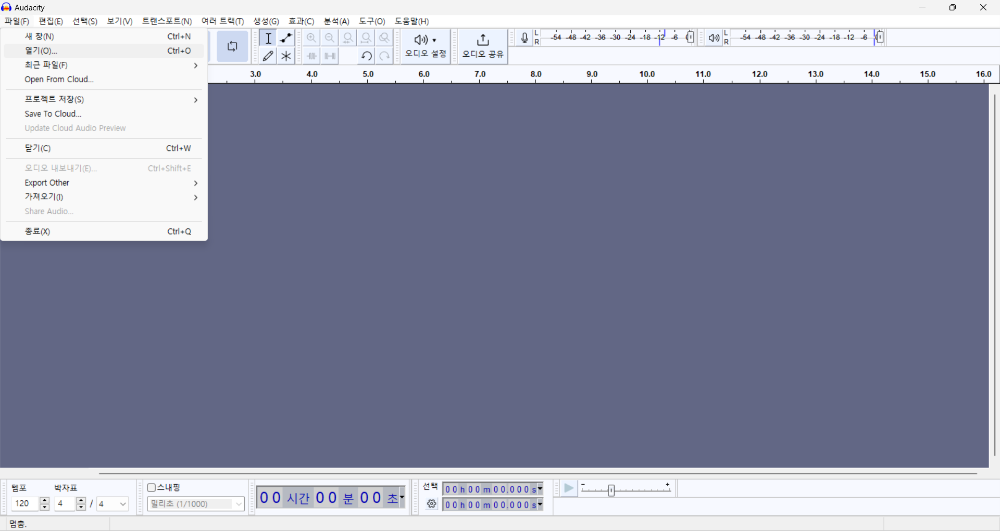 Audacity
파일(F) 편집(E) 선택(S) 보기(V) 트랜스포트(N) 여러 트랙(T) 생성(G) 효과(C) 분석(A) 도구(O) 도움말(H)
새 창(N) Ctrl+N
열기(O)... Ctrl+O
최근 파일(F)
Open From Cloud...
프로젝트 저장(S)
Save To Cloud...
Update Cloud Audio Preview
닫기(C) Ctrl+W
오디오 내보내기(E)... Ctrl+Shift+E
Export Other
가져오기(I)
Share Audio...
종료(X) Ctrl+Q
오디오 설정
오디오 공유
L
R
-54 -48 -42 -36 -30 -24 -18 -12 -6 0
L
R
-54 -48 -42 -36 -30 -24 -18 -12 -6 0
3.0 4.0 5.0 6.0 7.0 8.0 9.0 10.0 11.0 12.0 13.0 14.0 15.0 16.0
템포 박자표
120 4 / 4
스내핑
밀리초 (1/1000)
00 시간 00 분 00 초
선택
00 h 00 m 00.000 s
00 h 00 m 00.000 s
- +
멈춤.